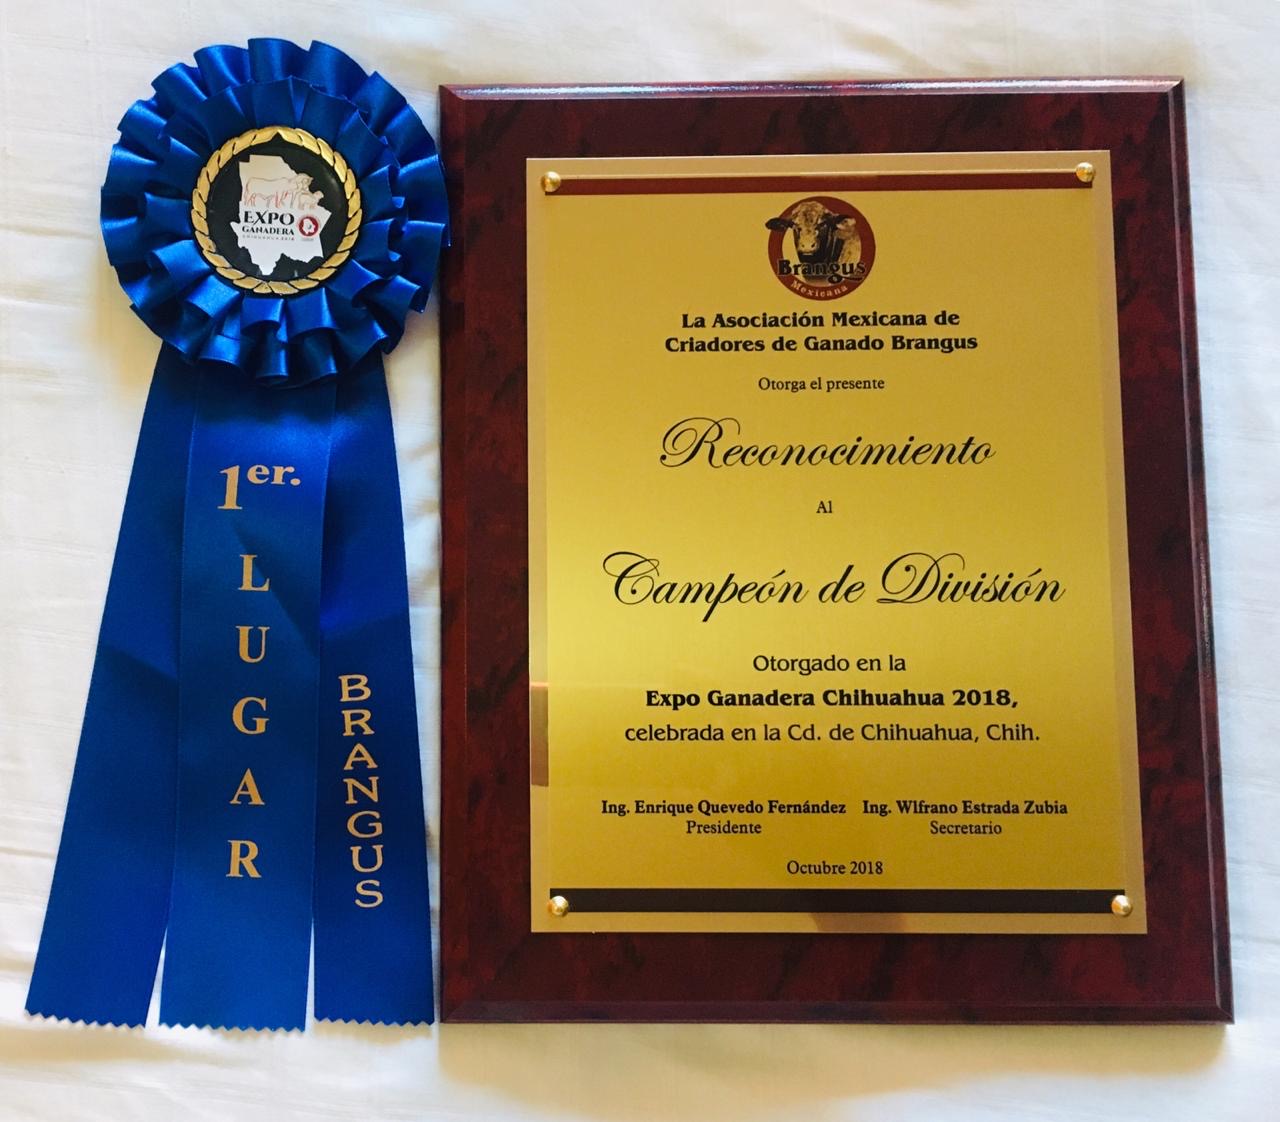 EXPO
GANADERA
CHIHUAHUA 2018
1er.
LUGAR
BRANGUS
Brangus
Mexicana
La Asociación Mexicana de
Criadores de Ganado Brangus
Otorga el presente
Reconocimiento
Al
Campeón de División
Otorgado en la
Expo Ganadera Chihuahua 2018,
celebrada en la Cd. de Chihuahua, Chih.
Ing. Enrique Quevedo Fernández Ing. Wlfrano Estrada Zubia
Presidente Secretario
Octubre 2018